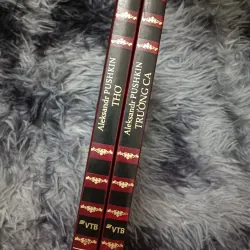 Aleksandr PUSHKIN
THƠ
VTB
Aleksandr PUSHKIN
TRƯỜNG CA
VTB